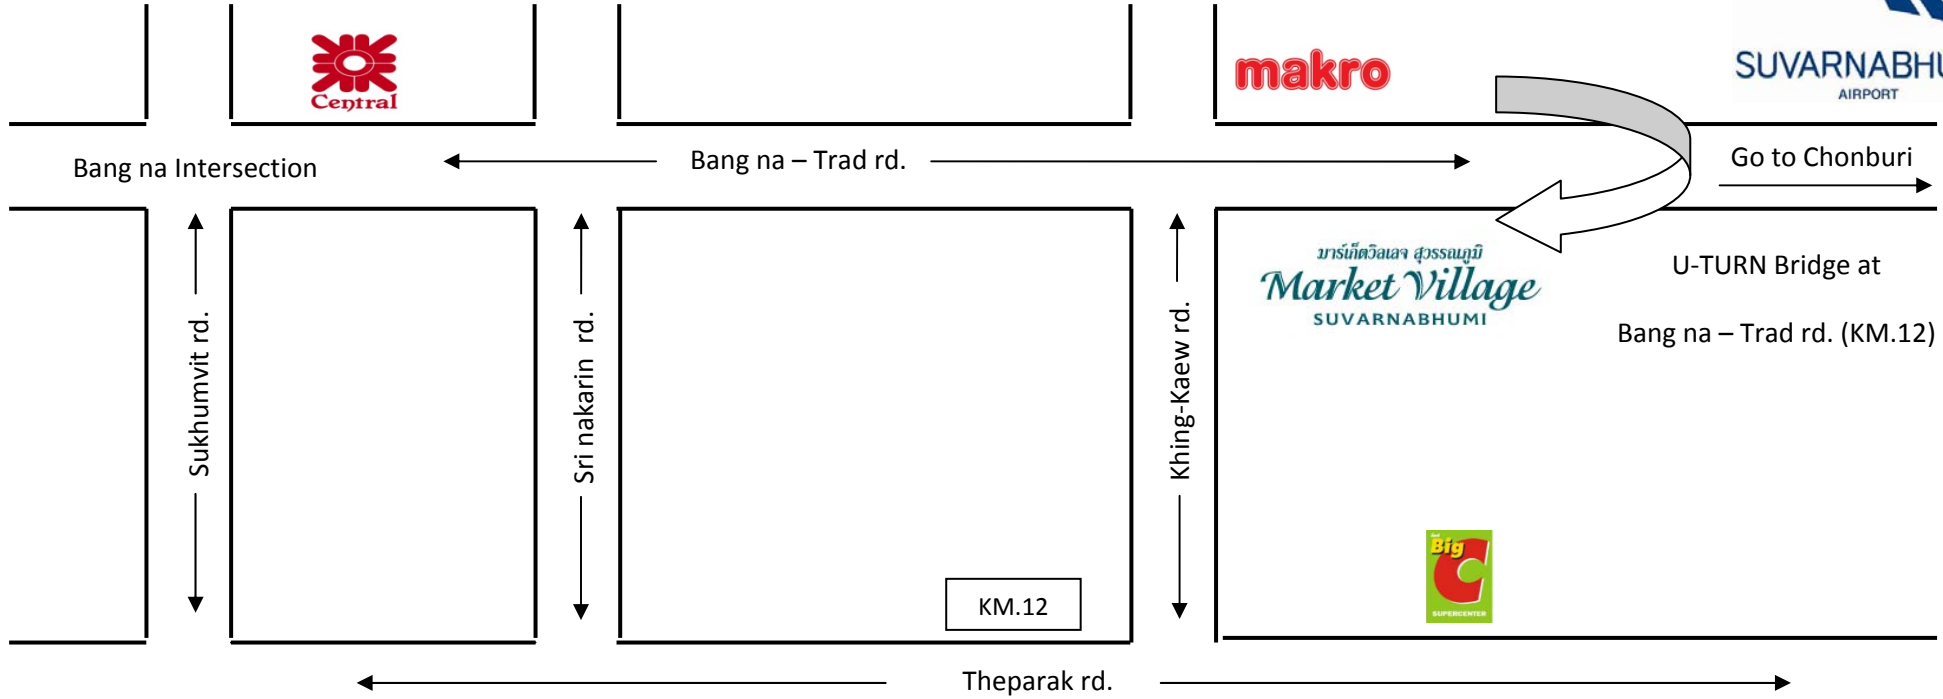 Central
makro
SUVARNABHU
AIRPORT
Bang na Intersection
Bang na – Trad rd.
Go to Chonburi
Sukhumvit rd.
Sri nakarin rd.
Khing-Kaew rd.
มาร์เก็ตวิลเลจ สุวรรณภูมิ
Market Village
SUVARNABHUMI
U-TURN Bridge at
Bang na – Trad rd. (KM.12)
Big
C
SUPERCENTER
KM.12
Theparak rd.